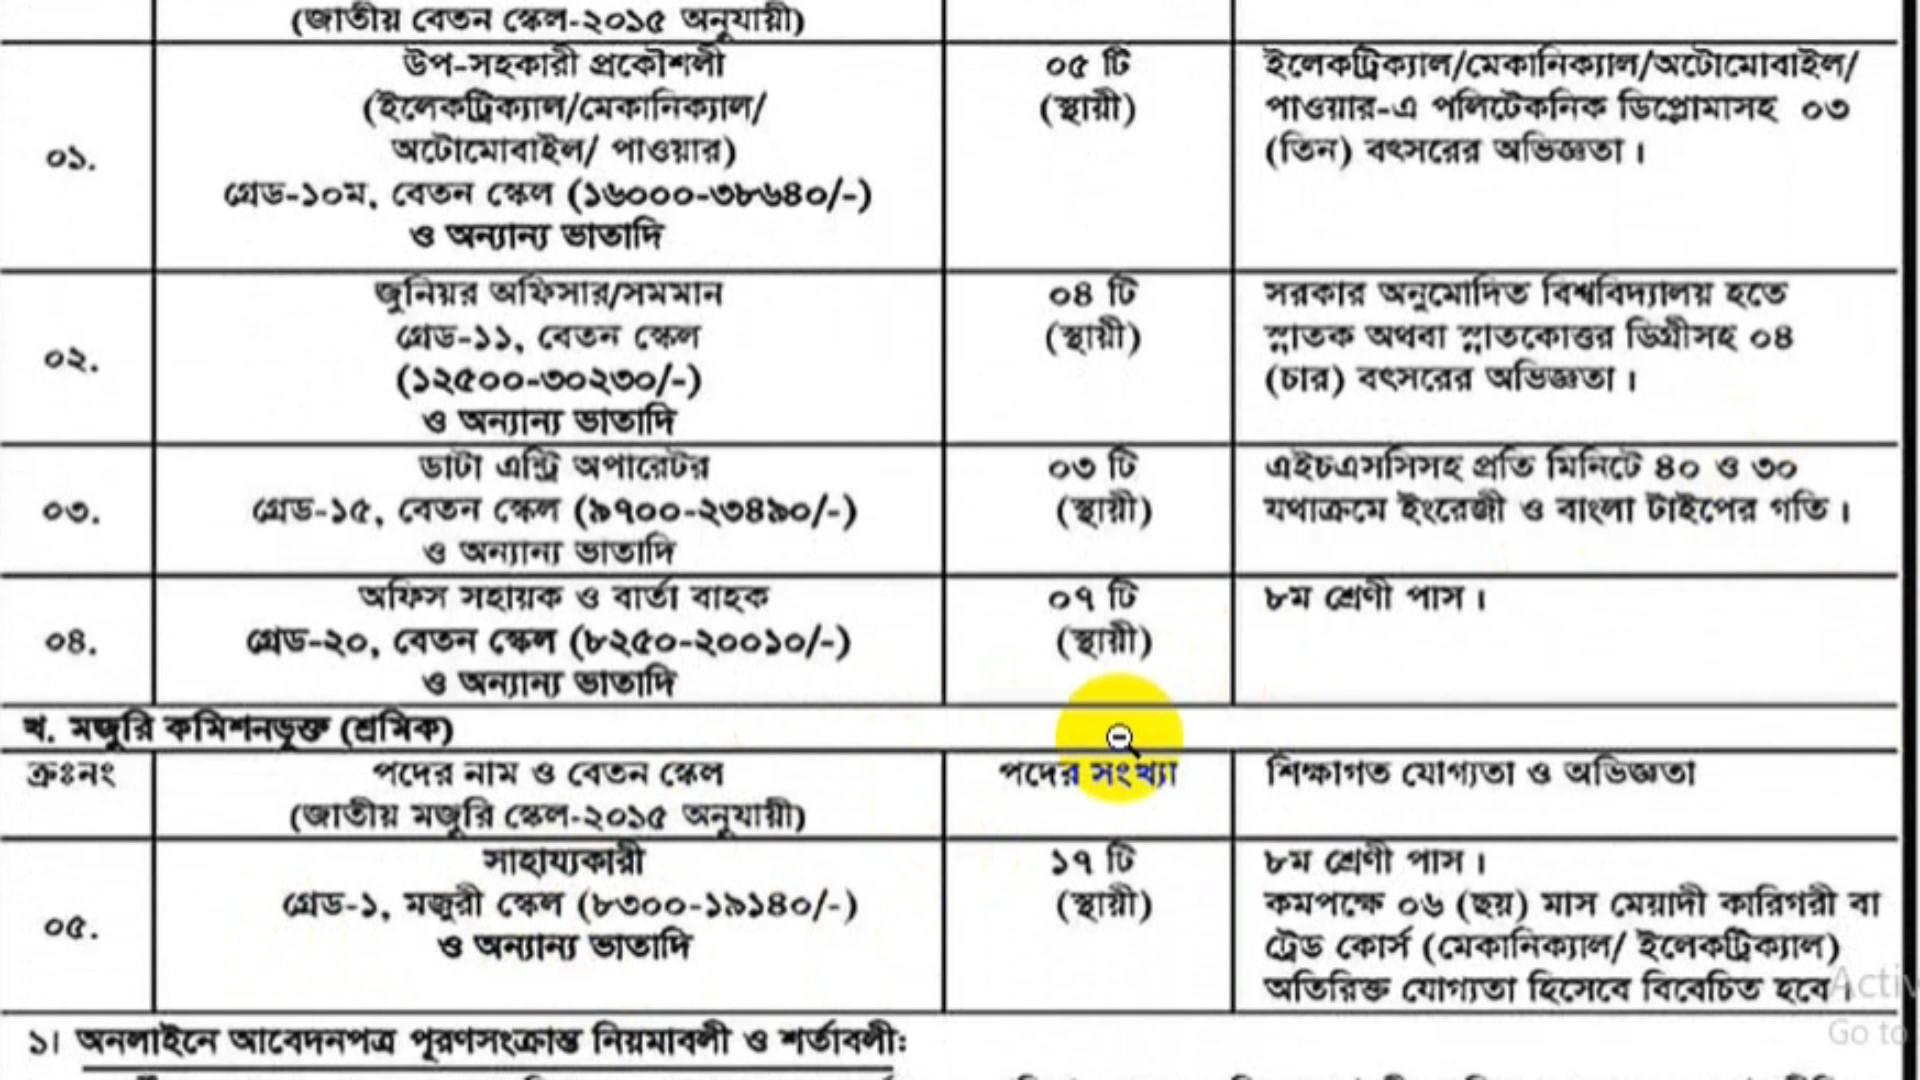 (জাতীয় বেতন স্কেল-২০১৫ অনুযায়ী)
০১.
উপ-সহকারী প্রকৌশলী
(ইলেকট্রিক্যাল/মেকানিক্যাল/
অটোমোবাইল/ পাওয়ার)
গ্রেড-১০ম, বেতন স্কেল (১৬০০০-৩৮৬৪০/-)
ও অন্যান্য ভাতাদি
০৫ টি
(স্থায়ী)
ইলেকট্রিক্যাল/মেকানিক্যাল/অটোমোবাইল/
পাওয়ার-এ পলিটেকনিক ডিপ্লোমাসহ ০৩
(তিন) বৎসরের অভিজ্ঞতা।
০২.
জুনিয়র অফিসার/সমমান
গ্রেড-১১, বেতন স্কেল
(১২৫০০-৩০২৩০/-)
ও অন্যান্য ভাতাদি
০৪ টি
(স্থায়ী)
সরকার অনুমোদিত বিশ্ববিদ্যালয় হতে
স্নাতক অথবা স্নাতকোত্তর ডিগ্রীসহ ০৪
(চার) বৎসরের অভিজ্ঞতা।
০৩.
ডাটা এন্ট্রি অপারেটর
গ্রেড-১৫, বেতন স্কেল (৯৭০০-২৩৪৯০/-)
ও অন্যান্য ভাতাদি
০৩ টি
(স্থায়ী)
এইচএসসিসহ প্রতি মিনিটে ৪০ ও ৩০
যথাক্রমে ইংরেজী ও বাংলা টাইপের গতি।
০৪.
অফিস সহায়ক ও বার্তা বাহক
গ্রেড-২০, বেতন স্কেল (৮২৫০-২০০১০/-)
ও অন্যান্য ভাতাদি
০৭ টি
(স্থায়ী)
৮ম শ্রেণী পাস।
খ. মজুরি কমিশনভূক্ত (শ্রমিক)
ক্রঃনং
পদের নাম ও বেতন স্কেল
(জাতীয় মজুরি স্কেল-২০১৫ অনুযায়ী)
পদের সংখ্যা
শিক্ষাগত যোগ্যতা ও অভিজ্ঞতা
০৫.
সাহায্যকারী
গ্রেড-১, মজুরী স্কেল (৮৩০০-১৯১৪০/-)
ও অন্যান্য ভাতাদি
১৭ টি
(স্থায়ী)
৮ম শ্রেণী পাস।
কমপক্ষে ০৬ (ছয়) মাস মেয়াদী কারিগরী বা
ট্রেড কোর্স (মেকানিক্যাল/ ইলেকট্রিক্যাল)
অতিরিক্ত যোগ্যতা হিসেবে বিবেচিত হবে।
Activ
Go to
১। অনলাইনে আবেদনপত্র পূরণসংক্রান্ত নিয়মাবলী ও শর্তাবলী: